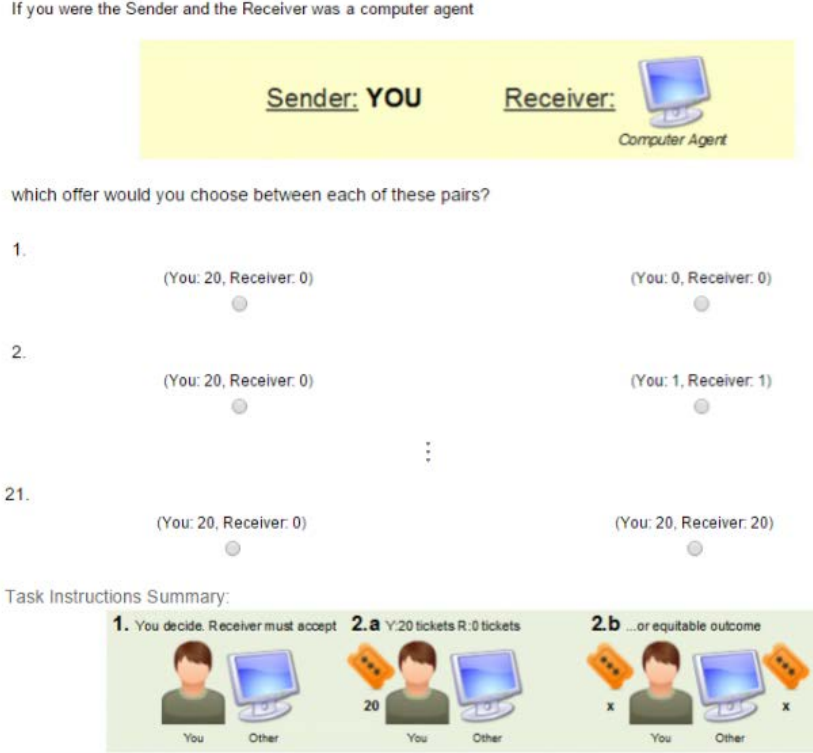 If you were the Sender and the Receiver was a computer agent
Sender: YOU Receiver:
Computer Agent
which offer would you choose between each of these pairs?
1.
(You: 20, Receiver: 0) (You: 0, Receiver: 0)
2.
(You: 20, Receiver: 0) (You: 1, Receiver: 1)
21.
(You: 20, Receiver: 0) (You: 20, Receiver: 20)
Task Instructions Summary:
1. You decide. Receiver must accept 2.a Y:20 tickets R:0 tickets 2.b ...or equitable outcome
20 x x
You Other You Other You Other